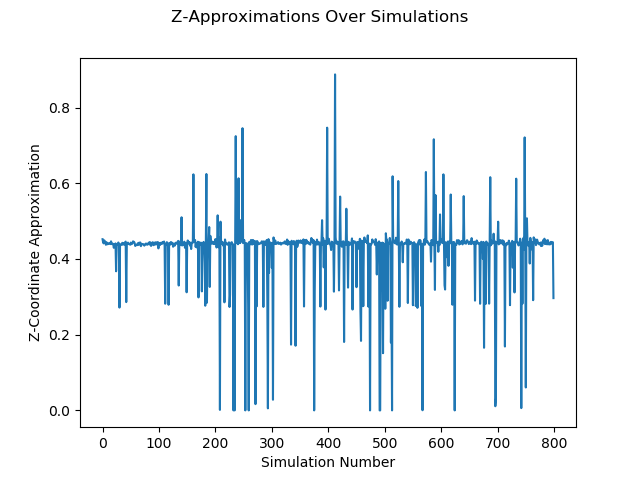 Z-Approximations Over Simulations
Z-Coordinate Approximation
0.8
0.6
0.4
0.2
0.0
0 100 200 300 400 500 600 700 800
Simulation Number